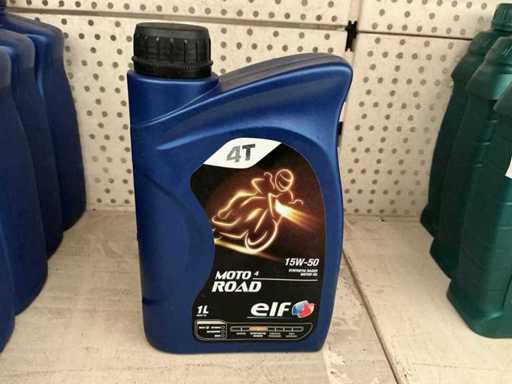 4T
15W-50
SYNTHETIC BASED
MOTOR OIL
MOTO 4
ROAD
1L
elf